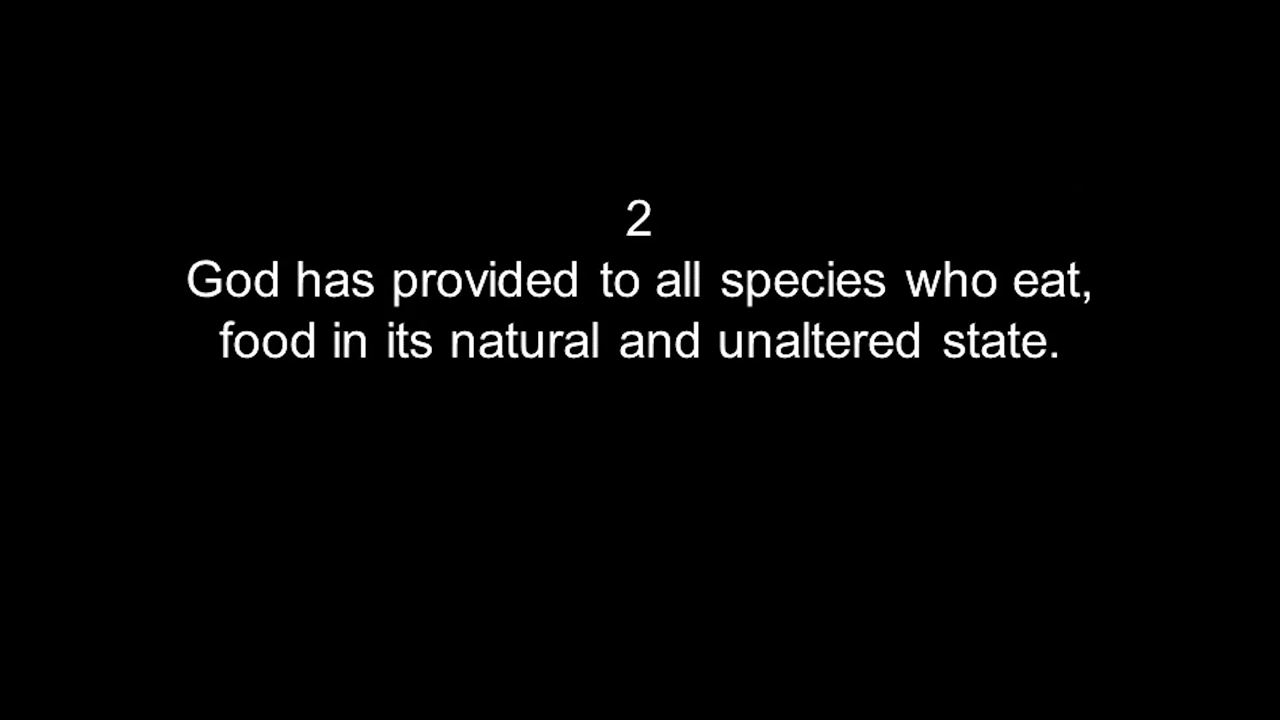 2
God has provided to all species who eat,
food in its natural and unaltered state.